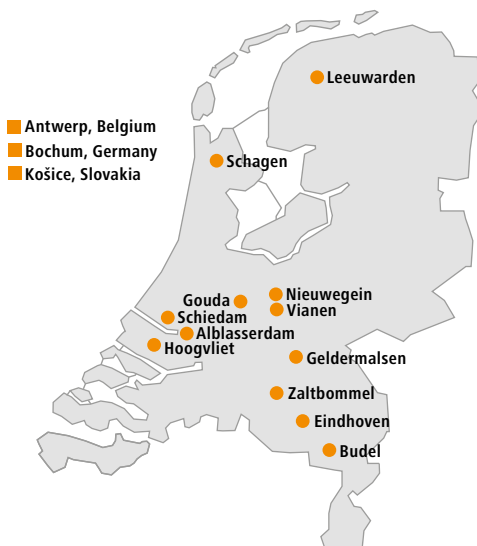 Leeuwarden
Antwerp, Belgium
Bochum, Germany
Košice, Slovakia
Schagen
Nieuwegein
Gouda
Vianen
Schiedam
Alblasserdam
Hoogvliet
Geldermalsen
Zaltbommel
Eindhoven
Budel